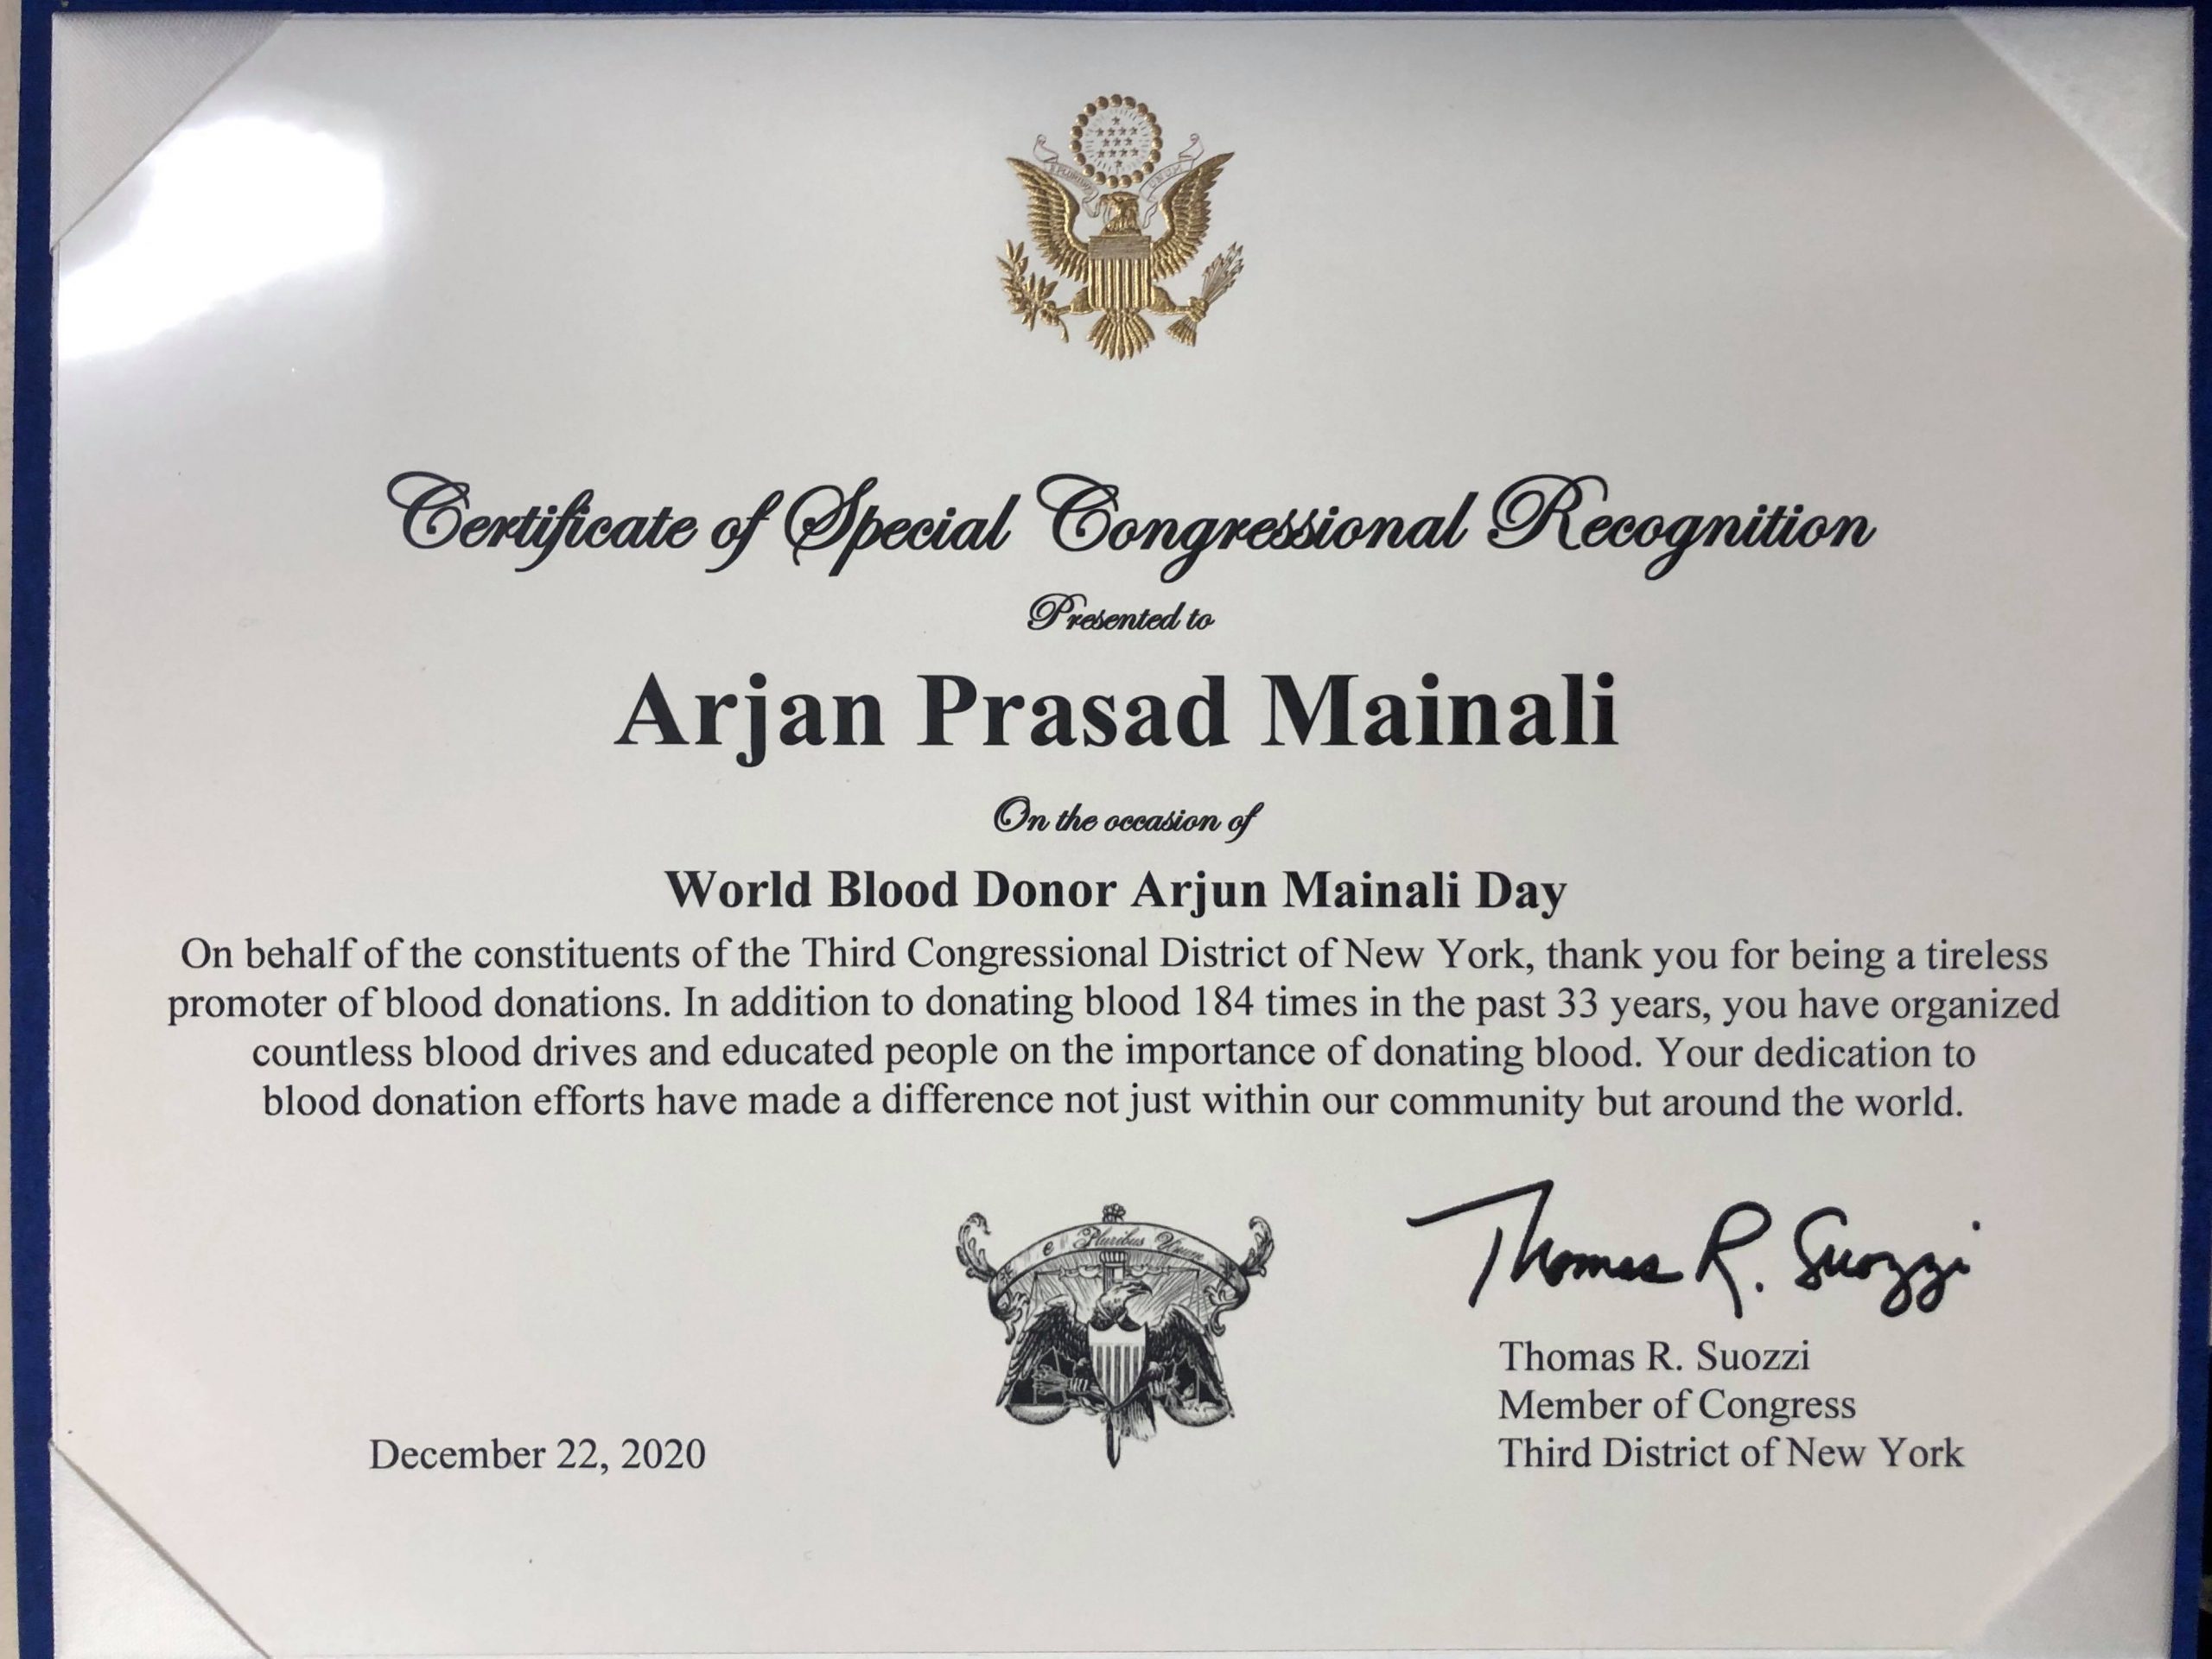 E PLURIBUS UNUM
Certificate of Special Congressional Recognition
Presented to
Arjan Prasad Mainali
On the occasion of
World Blood Donor Arjun Mainali Day
On behalf of the constituents of the Third Congressional District of New York, thank you for being a tireless
promoter of blood donations. In addition to donating blood 184 times in the past 33 years, you have organized
countless blood drives and educated people on the importance of donating blood. Your dedication to
blood donation efforts have made a difference not just within our community but around the world.
e Pluribus Unum
Thomas R. Suozzi
Thomas R. Suozzi
Member of Congress
Third District of New York
December 22, 2020